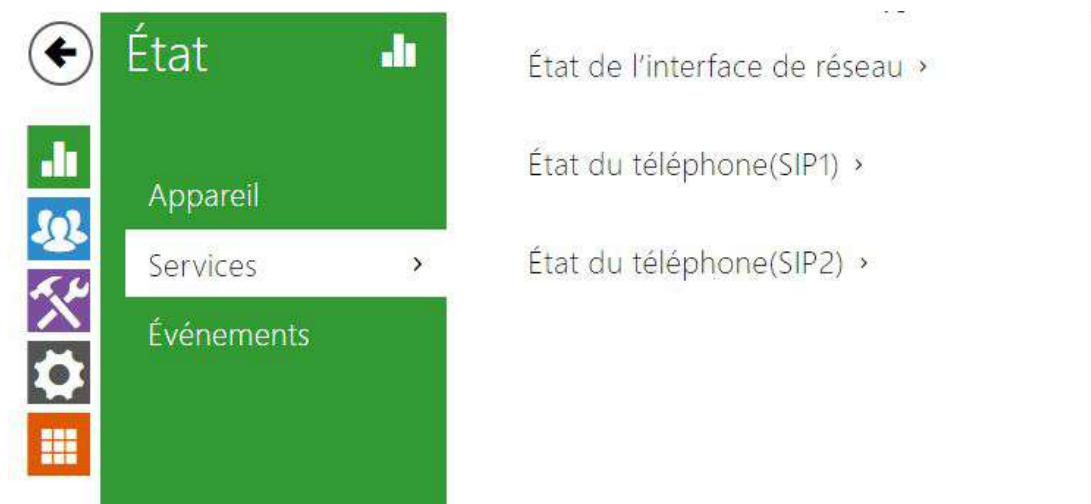 État
Appareil
Services
Événements
État de l'interface de réseau
État du téléphone(SIP1)
État du téléphone(SIP2)